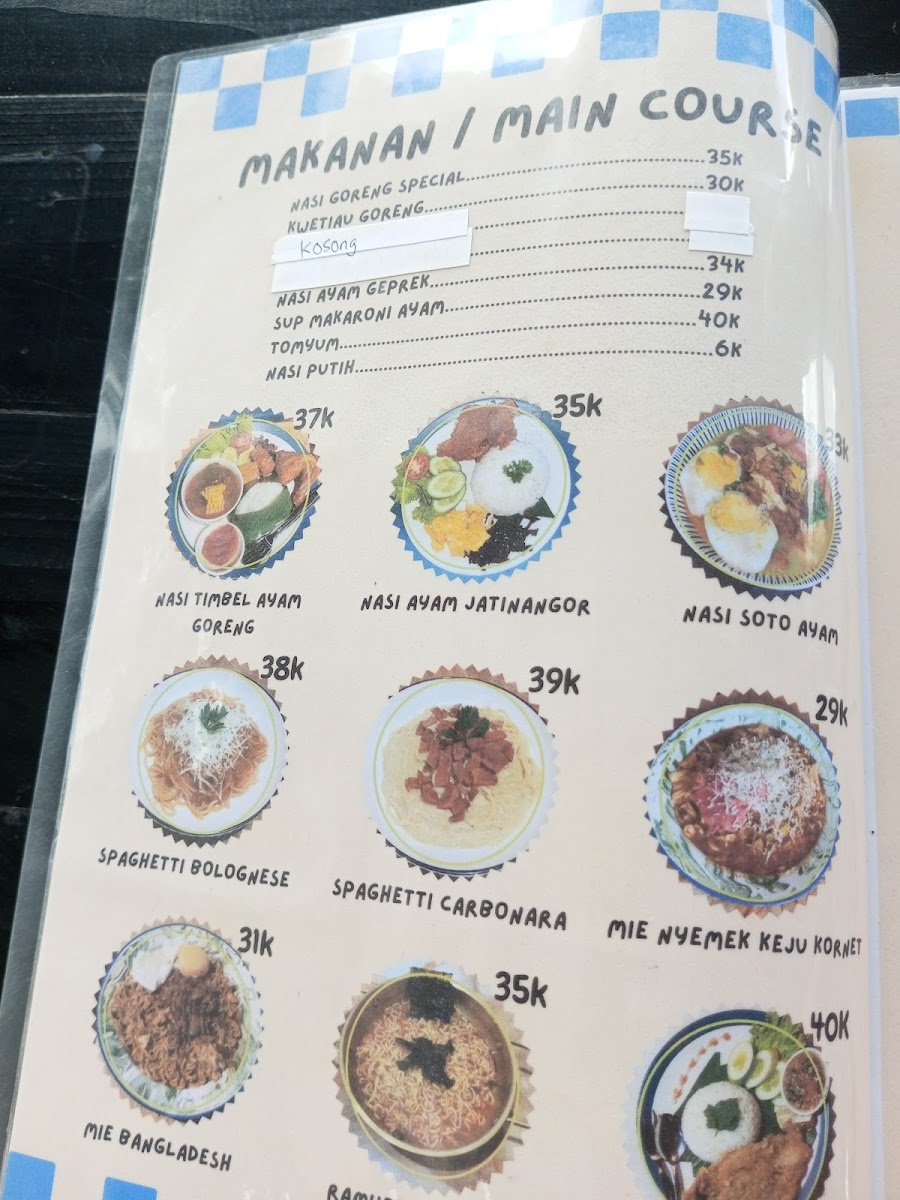 MAKANAN / MAIN COURSE
NASI GORENG SPECIAL 35K
KWETIAU GORENG 30K
Kosong
NASI AYAM GEPREK 34K
SUP MAKARONI AYAM 29K
TOMYUM 40K
NASI PUTIH 6K
37K
NASI TIMBEL AYAM
GORENG
35K
NASI AYAM JATINANGOR
33K
NASI SOTO AYAM
38K
SPAGHETTI BOLOGNESE
39K
SPAGHETTI CARBONARA
29K
MIE NYEMEK KEJU KORNET
31K
MIE BANGLADESH
35K
40K